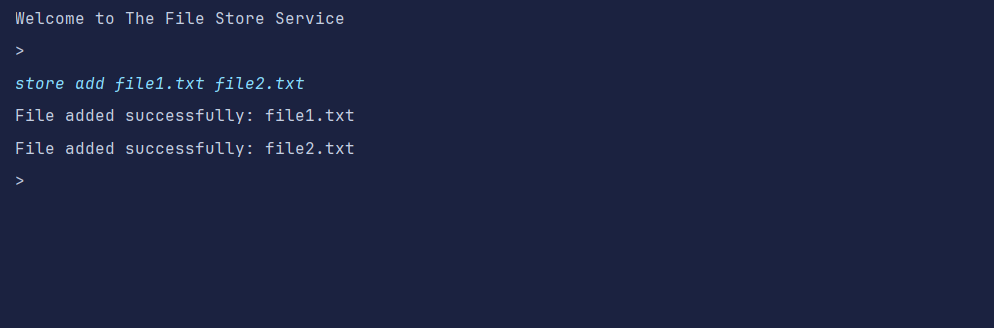 Welcome to The File Store Service
>
store add file1.txt file2.txt
File added successfully: file1.txt
File added successfully: file2.txt
>